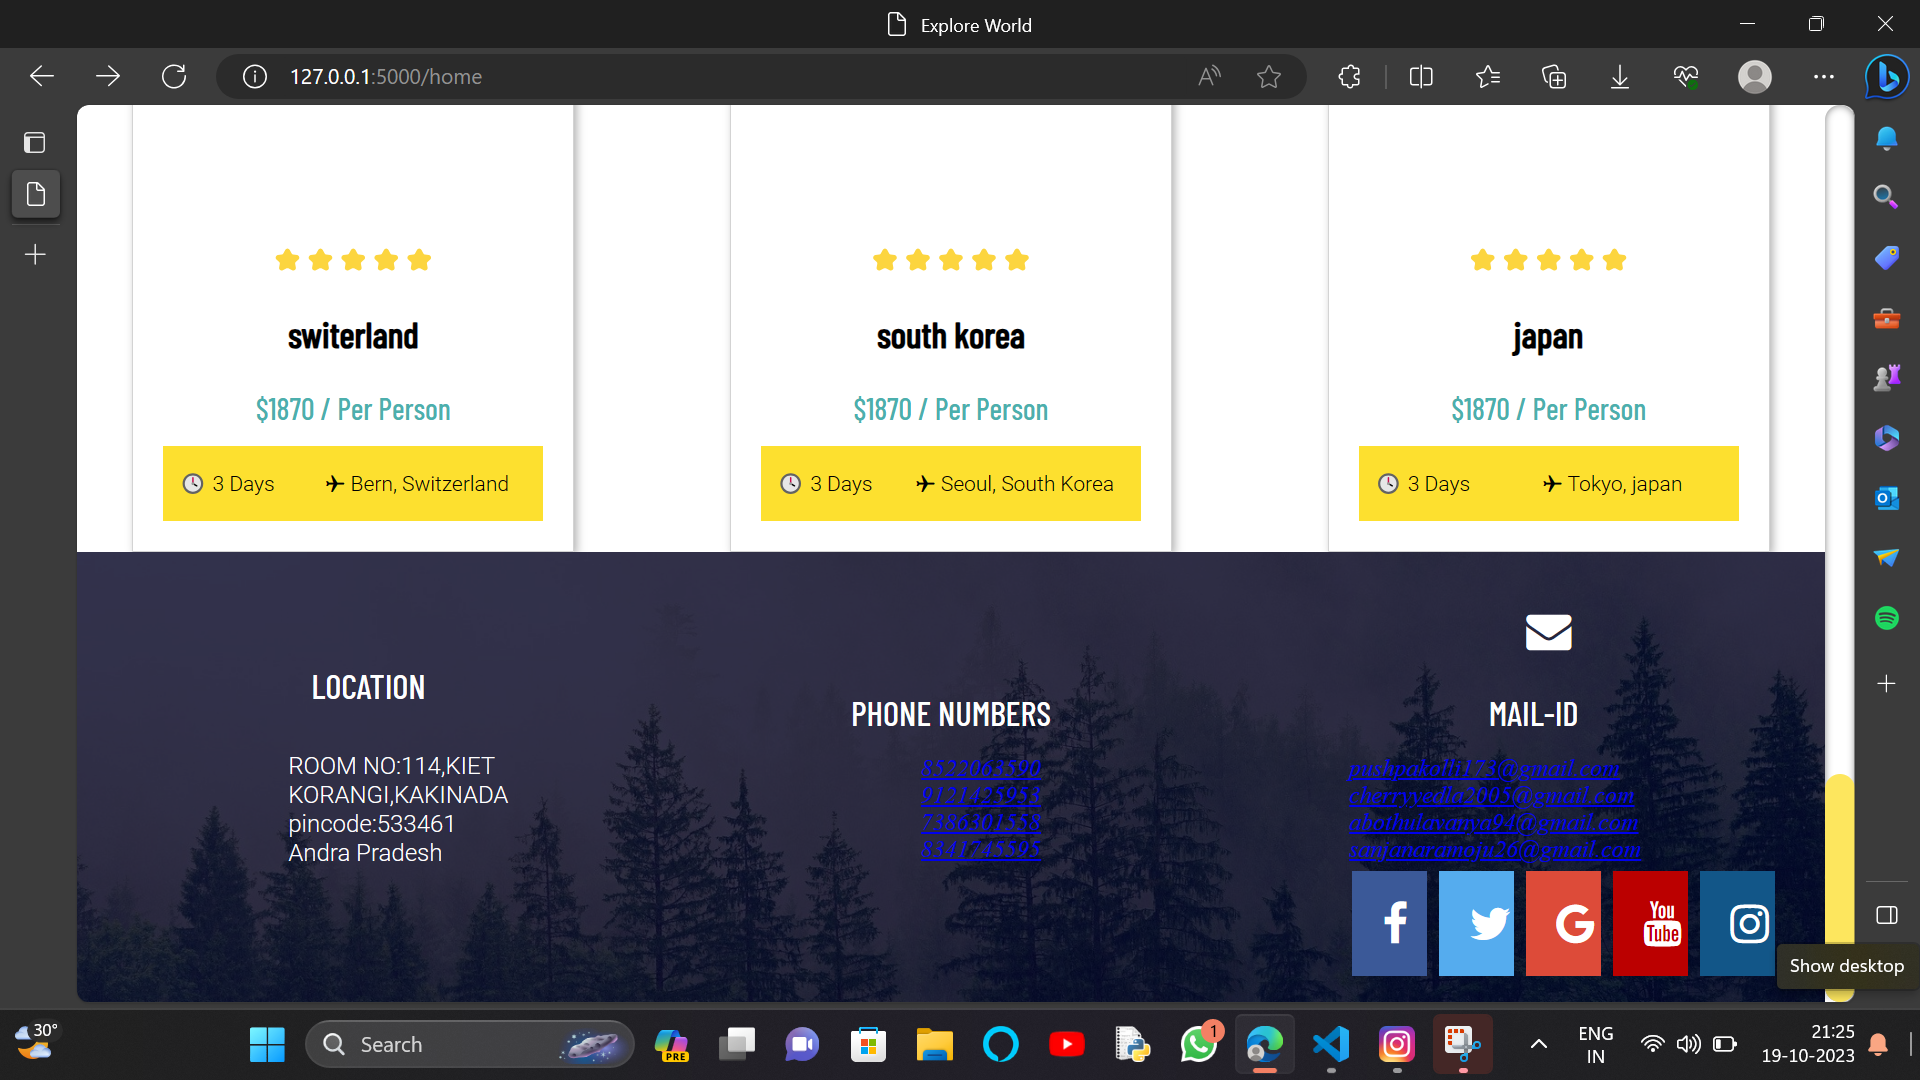 Explore World
127.0.0.1:5000/home
switerland
$1870 / Per Person
3 Days
Bern, Switzerland
south korea
$1870 / Per Person
3 Days
Seoul, South Korea
japan
$1870 / Per Person
3 Days
Tokyo, japan
LOCATION
ROOM NO:114,KIET
KORANGI,KAKINADA
pincode:533461
Andra Pradesh
PHONE NUMBERS
8522063590
9121425953
7386301558
8341745595
MAIL-ID
pushpakolli173@gmail.com
cherryyedla2005@gmail.com
abothulavanya94@gmail.com
sanjanaramoju26@gmail.com
You
Tube
Show desktop
30°
Search
PRE
1
ENG
IN
21:25
19-10-2023